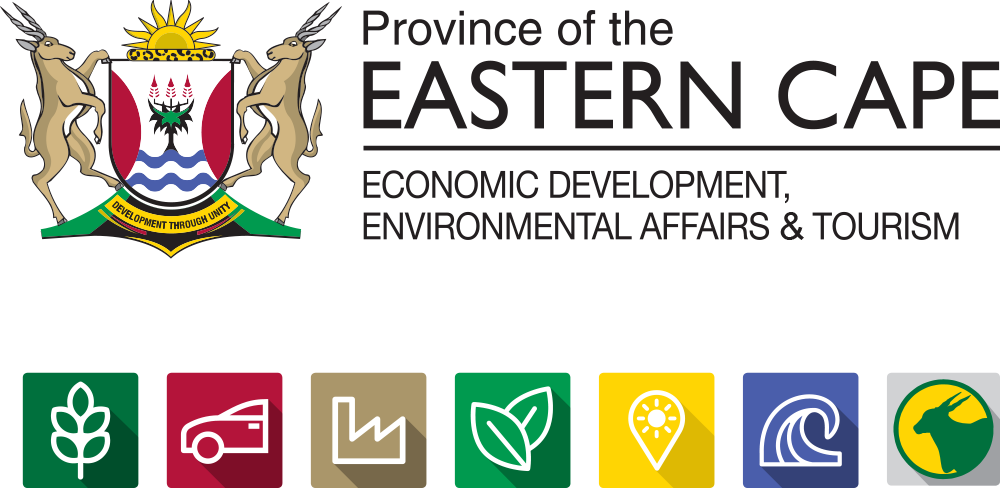 Province of the
EASTERN CAPE
ECONOMIC DEVELOPMENT,
ENVIRONMENTAL AFFAIRS & TOURISM
DEVELOPMENT THROUGH UNITY